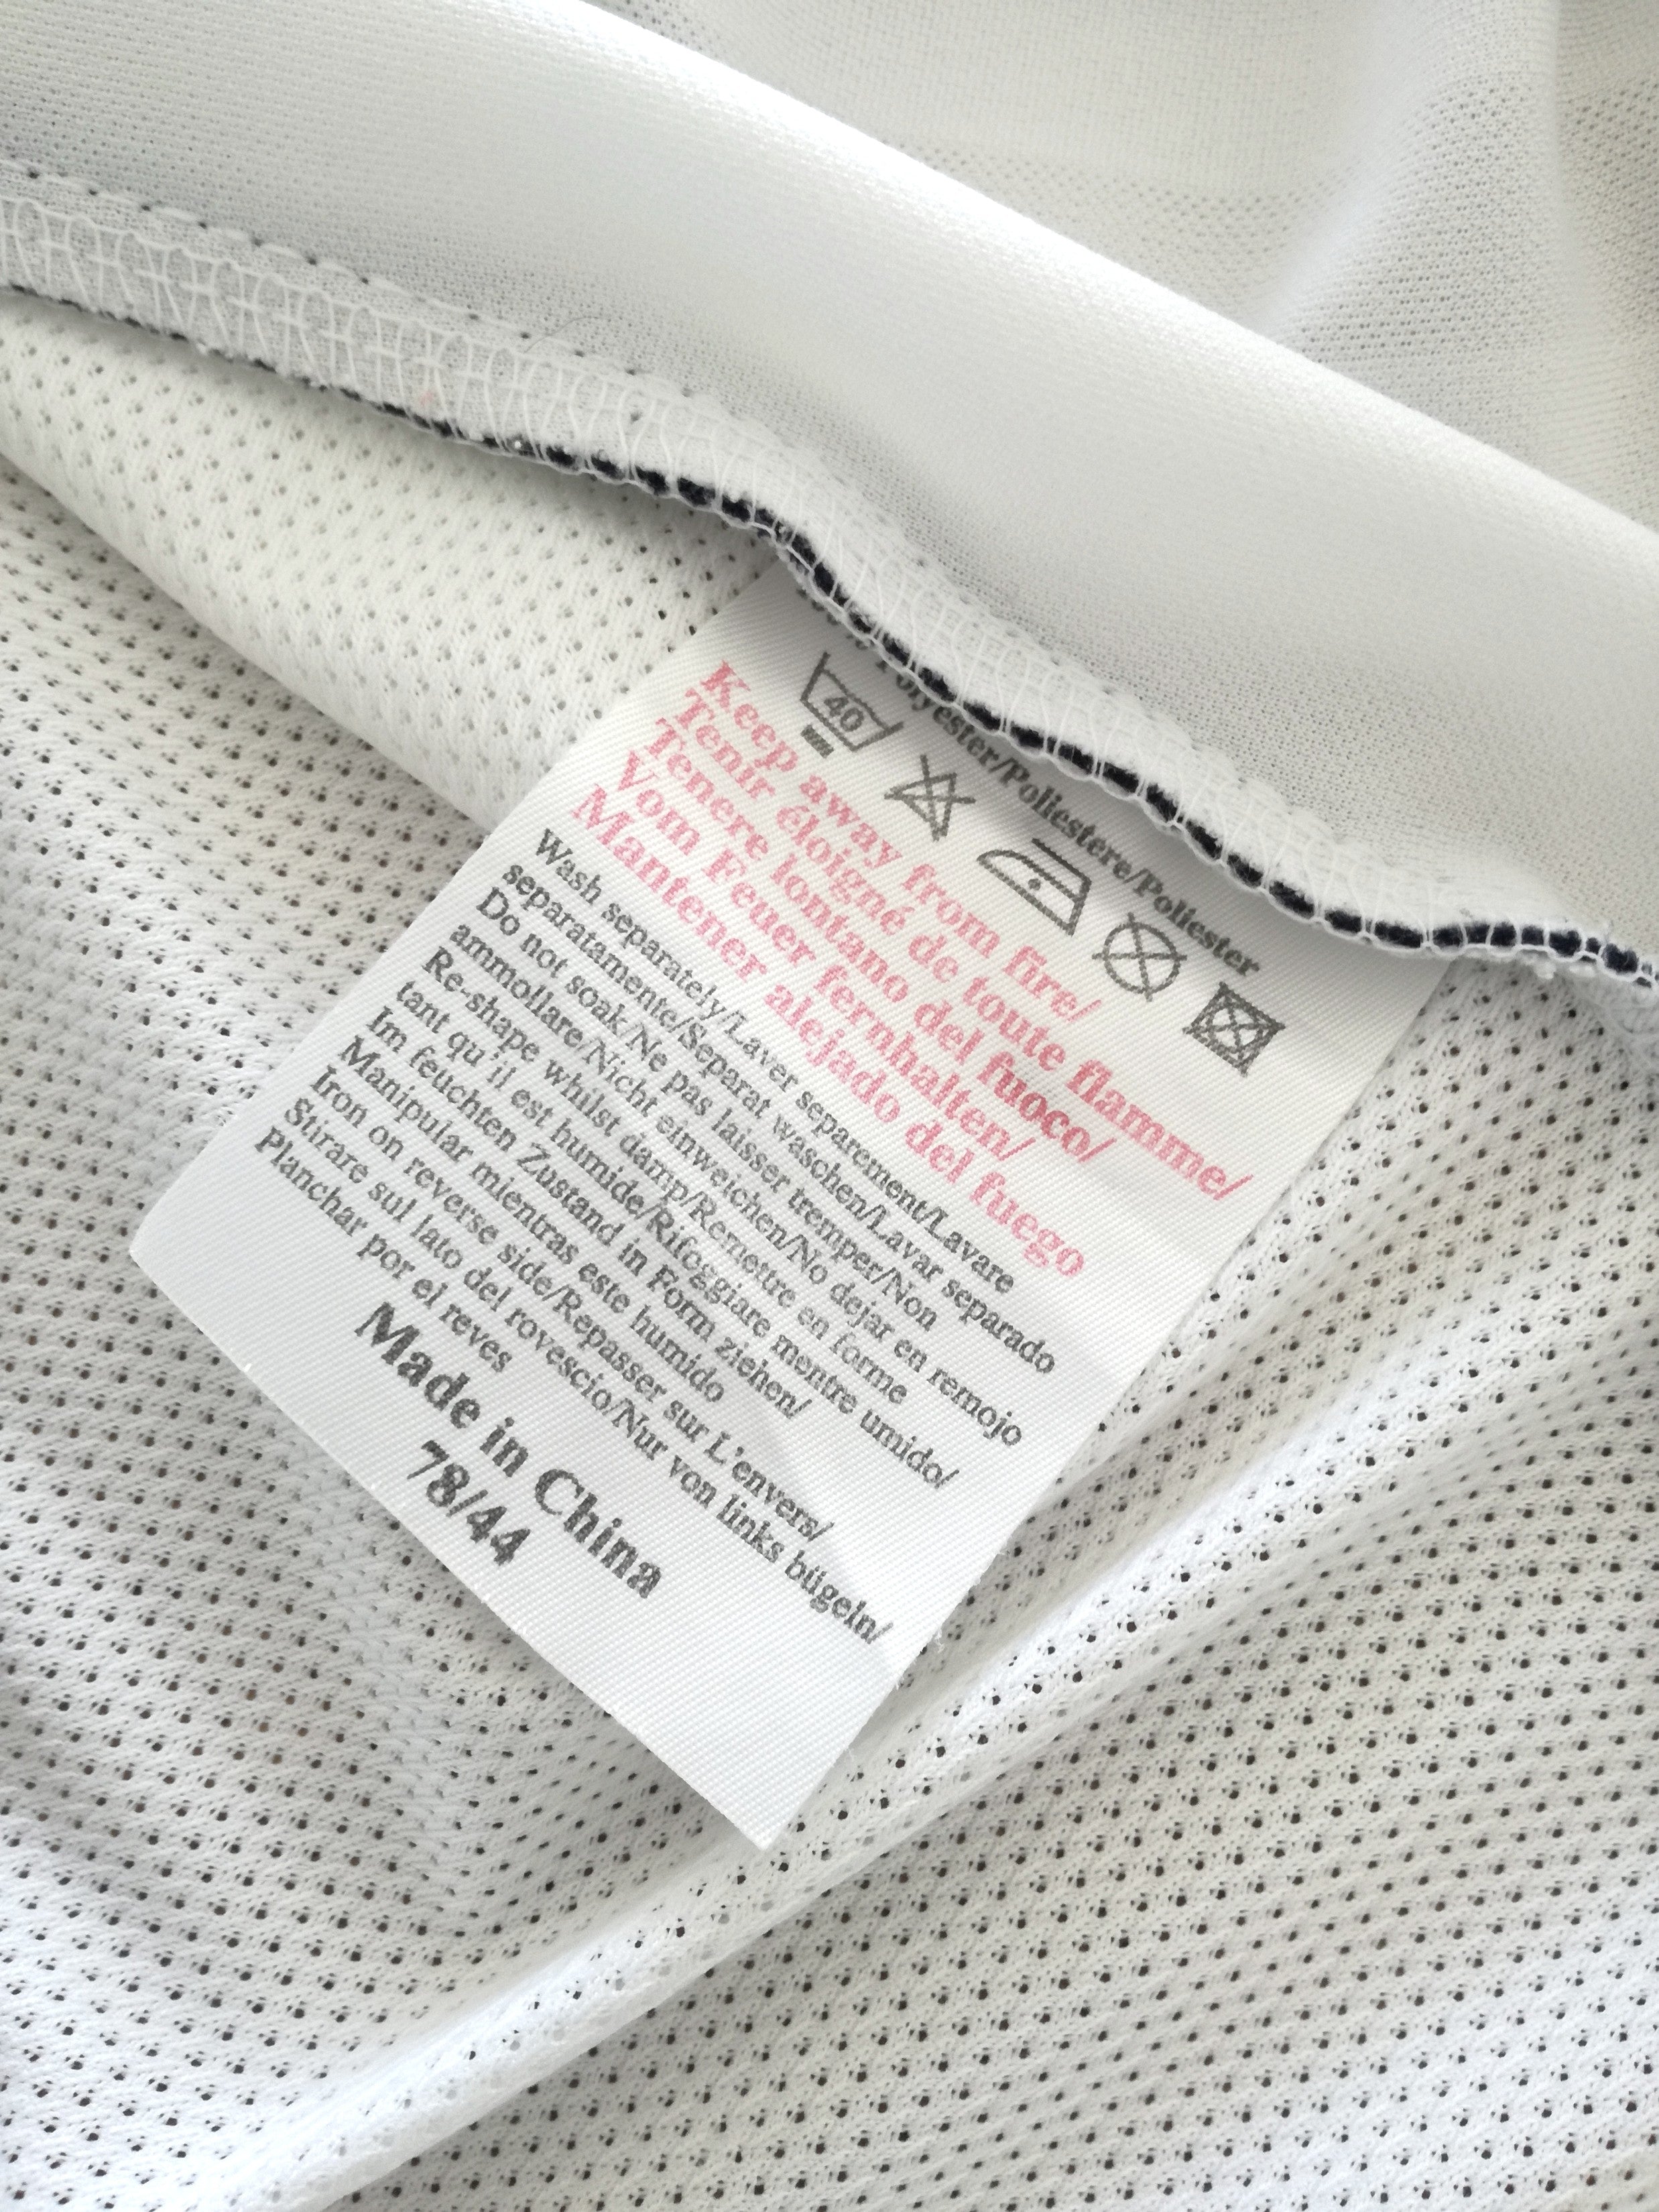 Polyester/Poliestere/Poliester
40
Keep away from fire/
Tenir éloigné de toute flamme/
Tenere lontano del fuoco/
Vom Feuer fernhalten/
Mantener alejado del fuego
Wash separately/Laver separement/Lavare
separatamente/Separat waschen/Lavar separado
Do not soak/Ne pas laisser tremper/Non
ammollare/Nicht einweichen/No dejar en remojo
Re-shape whilst damp/Remettre en forme
tant qu'il est humide/Rifoggiare mentre umido/
Im feuchten Zustand in Form ziehen/
Manipular mientras este humido
Iron on reverse side/Repasser sur L'envers/
Stirare sul lato del rovescio/Nur von links bügeln/
Planchar por el reves
Made in China
78/44